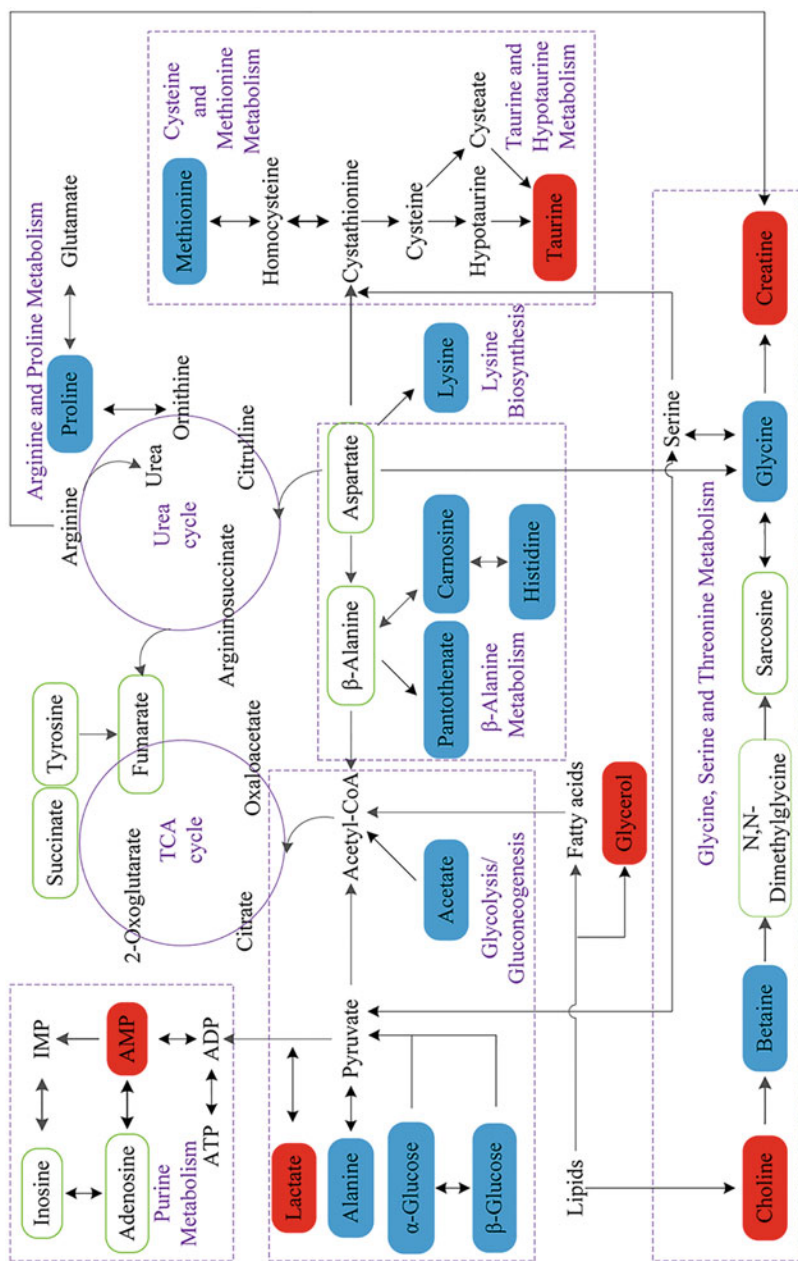 Inosine
IMP
Adenosine
AMP
Purine
Metabolism
ATP
ADP
Succinate
Tyrosine
2-Oxoglutarate
Fumarate
TCA
cycle
Citrate
Oxaloacetate
Arginine
Arginine and Proline Metabolism
Urea
Proline
Glutamate
Urea
cycle
Ornithine
Argininosuccinate
Citrulline
Cysteine
and
Methionine
Metabolism
Methionine
Homocysteine
Cystathionine
Cysteine
Cysteate
Hypotaurine
Taurine
Taurine and
Hypotaurine
Metabolism
Lactate
Pyruvate
Acetyl-CoA
Alanine
α-Glucose
β-Glucose
Acetate
Glycolysis/
Gluconeogenesis
β-Alanine
Aspartate
Pantothenate
Carnosine
Histidine
β-Alanine
Metabolism
Lysine
Lysine
Biosynthesis
Lipids
Fatty acids
Glycerol
Serine
Glycine, Serine and Threonine Metabolism
Choline
Betaine
N,N-
Dimethylglycine
Sarcosine
Glycine
Creatine